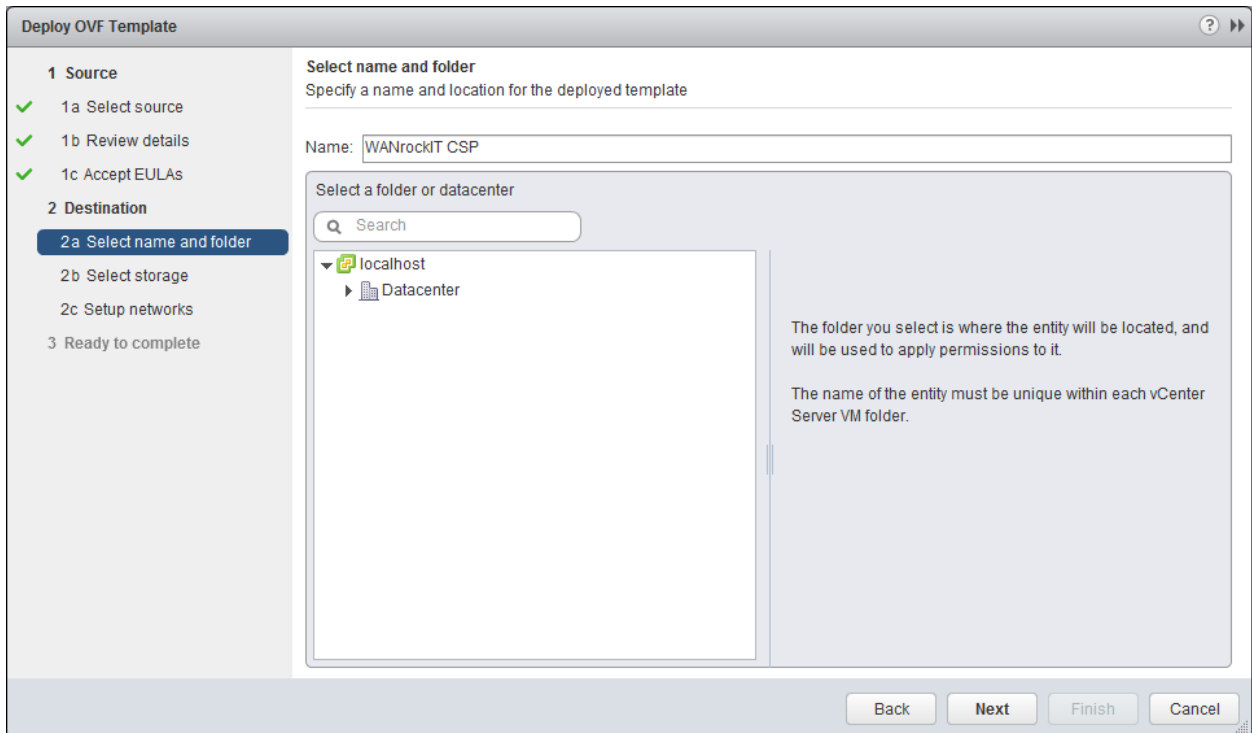 Deploy OVF Template
1 Source
1a Select source
1b Review details
1c Accept EULAs
2 Destination
2a Select name and folder
2b Select storage
2c Setup networks
3 Ready to complete
Select name and folder
Specify a name and location for the deployed template
Name: WANrockIT CSP
Select a folder or datacenter
Search
localhost
Datacenter
The folder you select is where the entity will be located, and
will be used to apply permissions to it.
The name of the entity must be unique within each vCenter
Server VM folder.
Back Next Finish Cancel